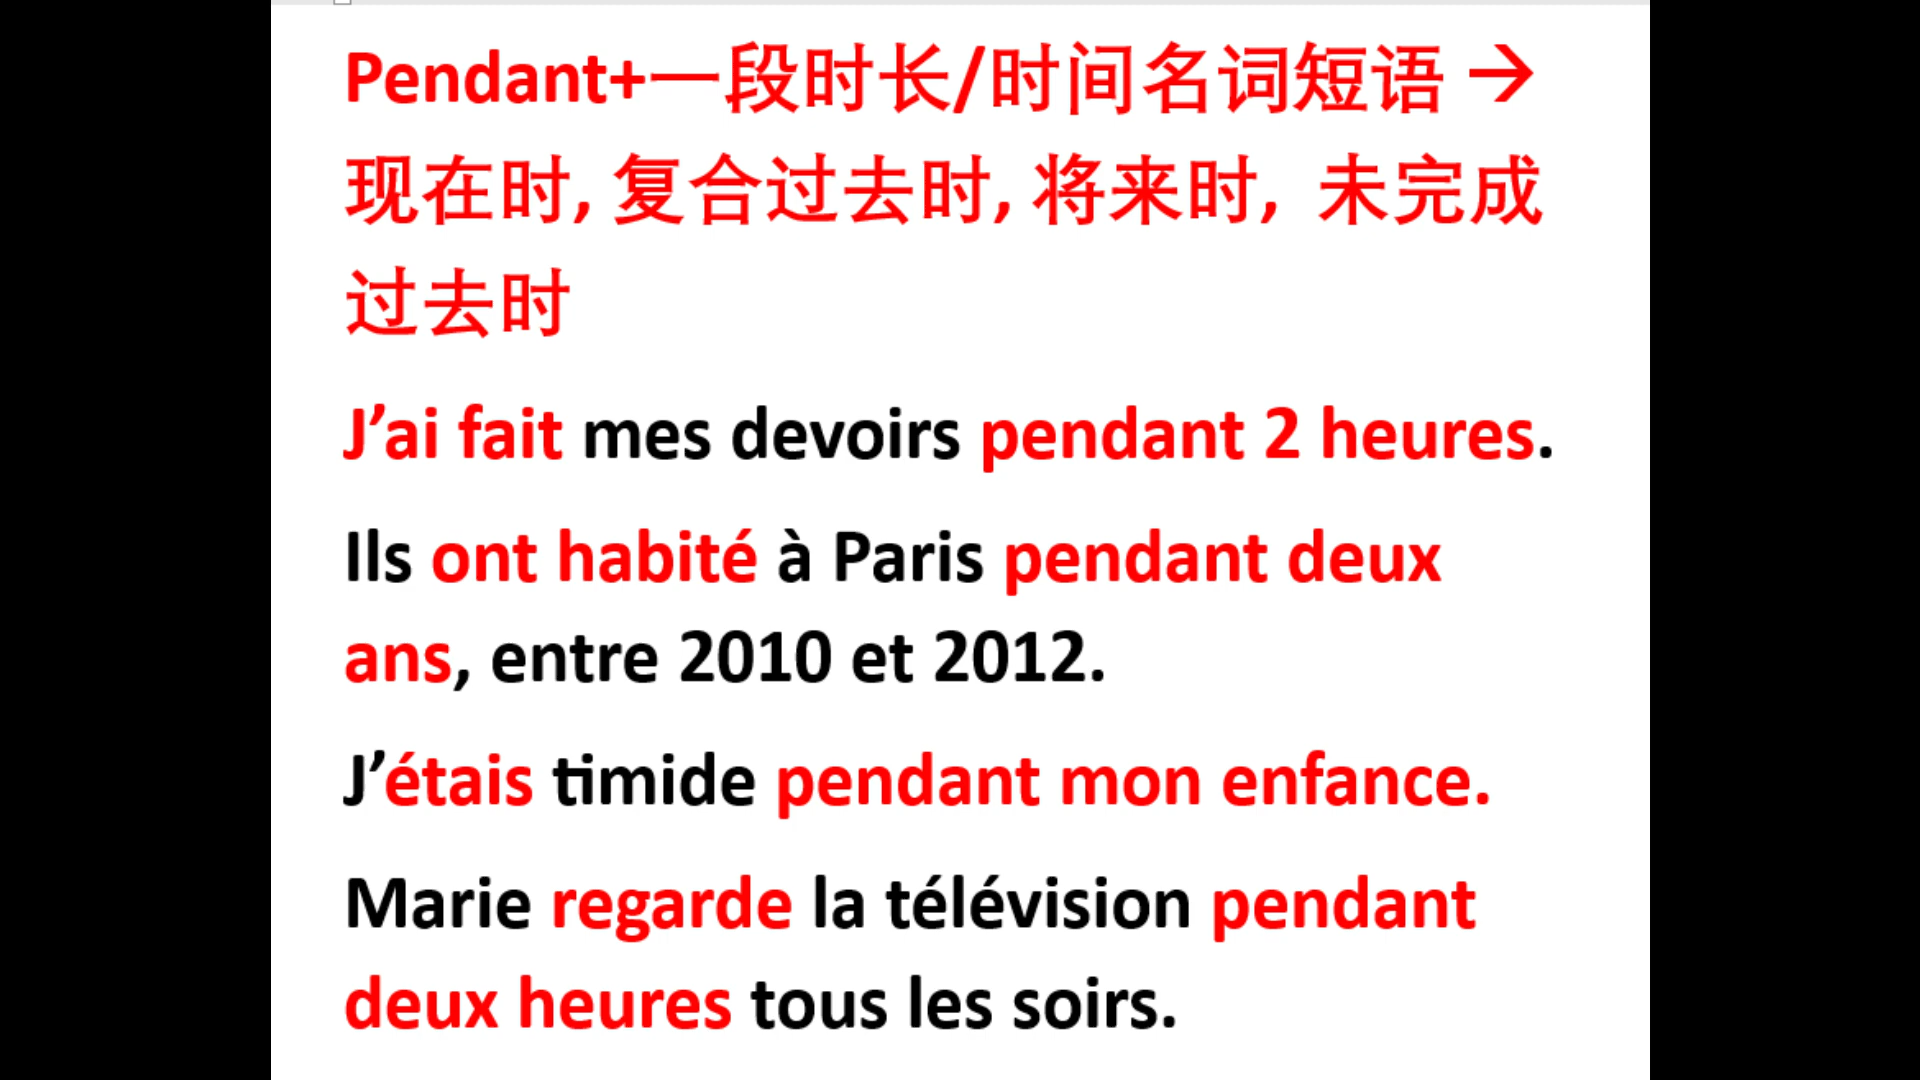 Pendant+一段时长/时间名词短语 →
现在时, 复合过去时, 将来时, 未完成
过去时
J’ai fait mes devoirs pendant 2 heures.
Ils ont habité à Paris pendant deux
ans, entre 2010 et 2012.
J’étais timide pendant mon enfance.
Marie regarde la télévision pendant
deux heures tous les soirs.